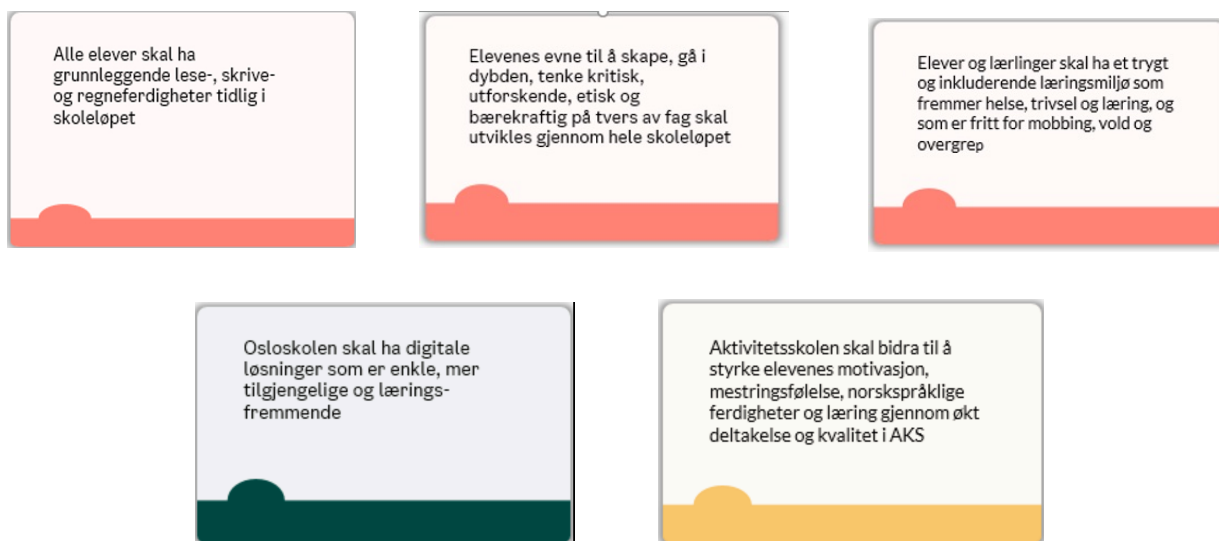 Alle elever skal ha
grunnleggende lese-, skrive-
og regneferdigheter tidlig i
skoleløpet
Elevenes evne til å skape, gå i
dybden, tenke kritisk,
utforskende, etisk og
bærekraftig på tvers av fag skal
utvikles gjennom hele skoleløpet
Elever og lærlinger skal ha et trygt
og inkluderende læringsmiljø som
fremmer helse, trivsel og læring, og
som er fritt for mobbing, vold og
overgrep
Osloskolen skal ha digitale
løsninger som er enkle, mer
tilgjengelige og lærings-
fremmende
Aktivitetsskolen skal bidra til å
styrke elevenes motivasjon,
mestringsfølelse, norskspråklige
ferdigheter og læring gjennom økt
deltakelse og kvalitet i AKS